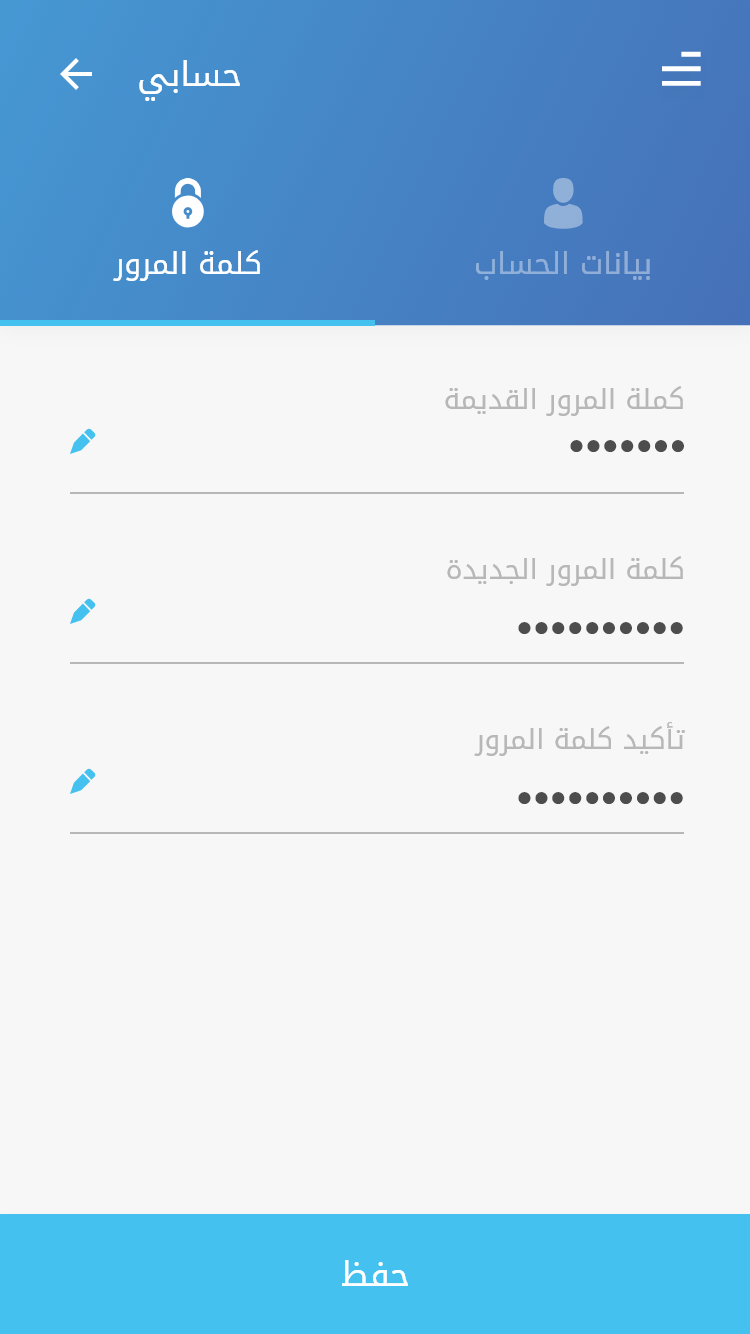 حسابي
بيانات الحساب
كلمة المرور
كملة المرور القديمة
•••••••
كلمة المرور الجديدة
••••••••••
تأكيد كلمة المرور
••••••••••
حفظ